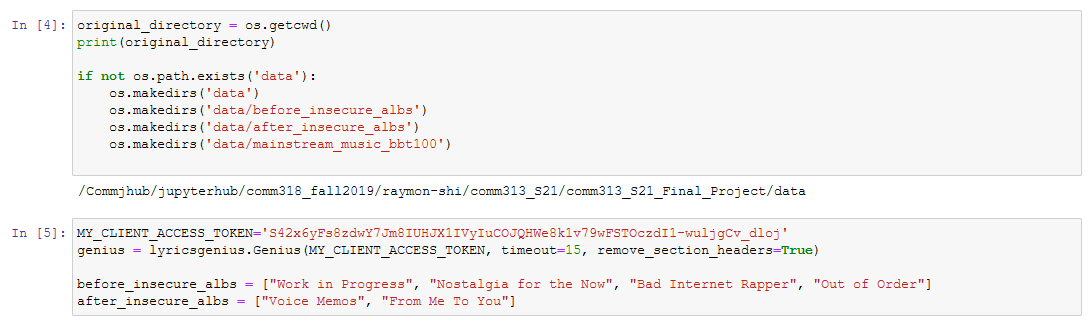 In [4]: original_directory = os.getcwd()
print(original_directory)
if not os.path.exists('data'):
    os.makedirs('data')
    os.makedirs('data/before_insecure_albs')
    os.makedirs('data/after_insecure_albs')
    os.makedirs('data/mainstream_music_bbt100')
/Commjhub/jupyterhub/comm318_fall2019/raymon-shi/comm313_S21/comm313_S21_Final_Project/data
In [5]: MY_CLIENT_ACCESS_TOKEN=
genius = lyricsgenius.Genius(MY_CLIENT_ACCESS_TOKEN, timeout=15, remove_section_headers=True)
before_insecure_albs = ["Work in Progress", "Nostalgia for the Now", "Bad Internet Rapper", "Out of Order"]
after_insecure_albs = ["Voice Memos", "From Me To You"]